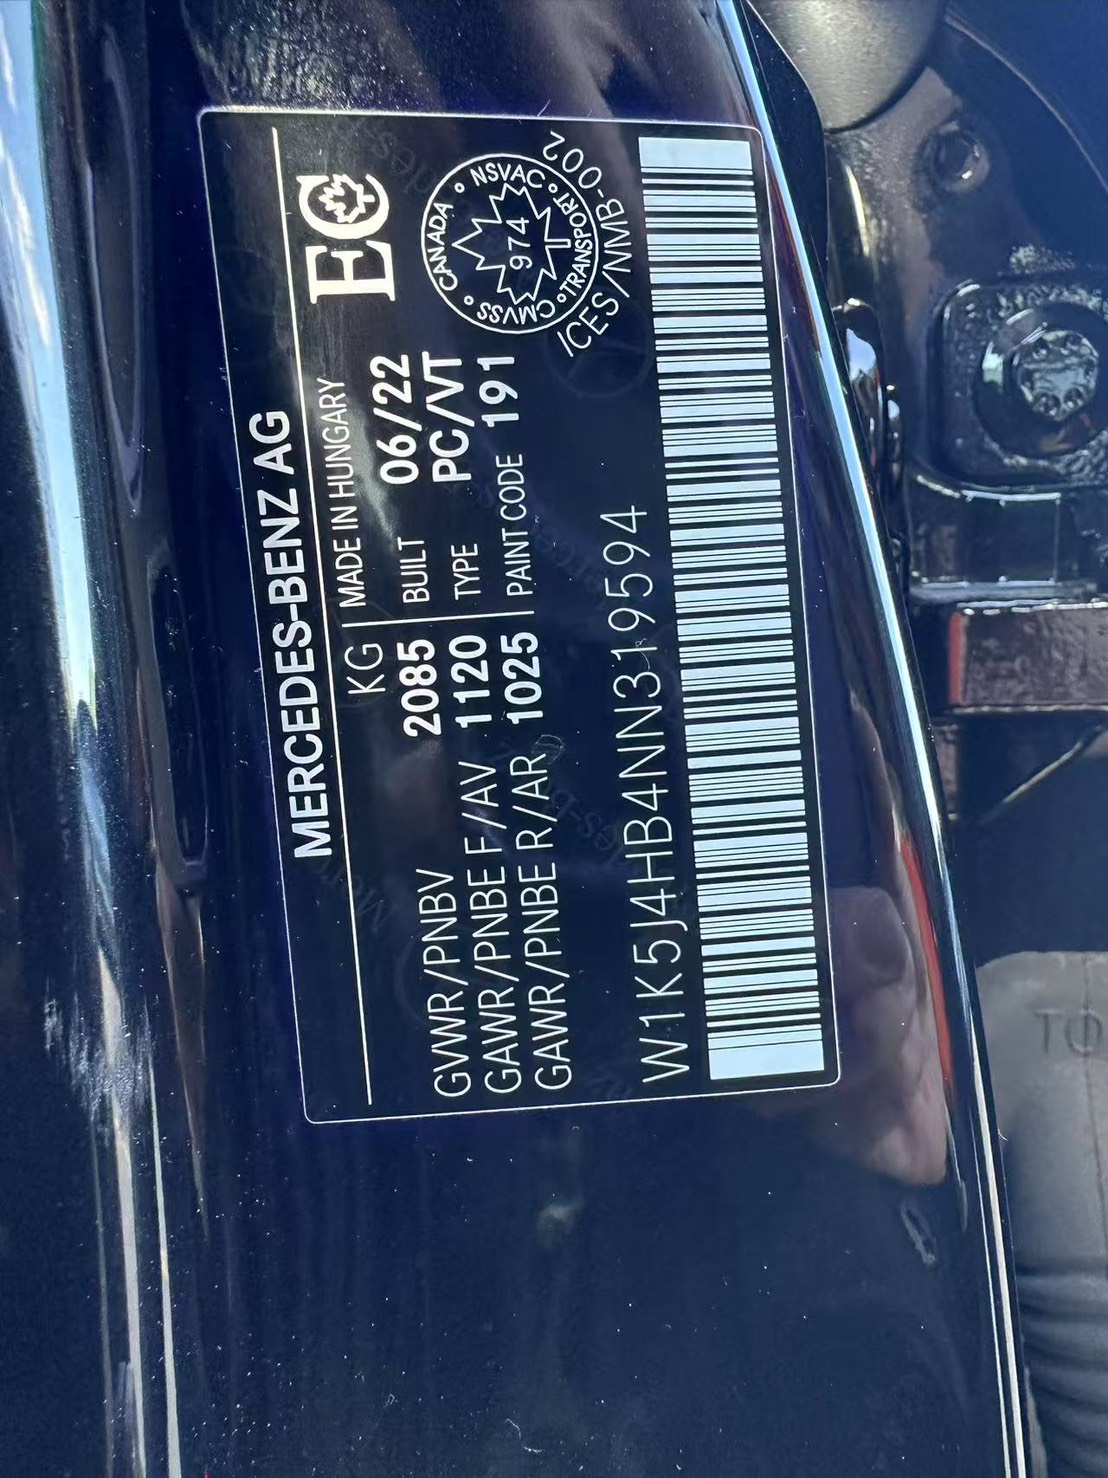 MERCEDES-BENZ AG
KG MADE IN HUNGARY
GVWR/PNBV 2085 BUILT 06/22
GAWR/PNBE F/AV 1120 TYPE PC/VT
GAWR/PNBE R/AR 1025 PAINT CODE 191
EC
CANADA • NSVAC • TRANSPORT • CMVSS •
974
ICES/NMB-002
W1K5J4HB4NN319594